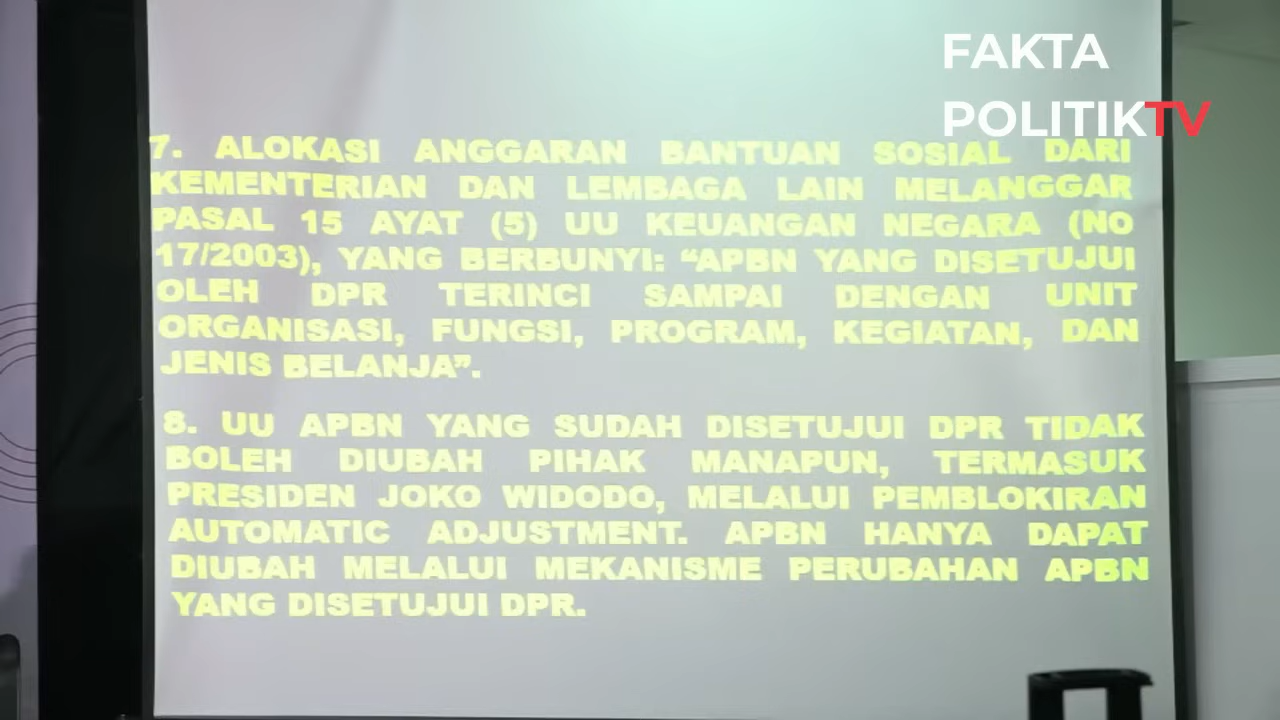 FAKTA
POLITIKTV
7. ALOKASI ANGGARAN BANTUAN SOSIAL DARI
KEMENTERIAN DAN LEMBAGA LAIN MELANGGAR
PASAL 15 AYAT (5) UU KEUANGAN NEGARA (No
17/2003), YANG BERBUNYI: “APBN YANG DISETUJUI
OLEH DPR TERINCI SAMPAI DENGAN UNIT
ORGANISASI, FUNGSI, PROGRAM, KEGIATAN, DAN
JENIS BELANJA”.
8. UU APBN YANG SUDAH DISETUJUI DPR TIDAK
BOLEH DIUBAH PIHAK MANAPUN, TERMASUK
PRESIDEN JOKO WIDODO, MELALUI PEMBLOKIRAN
AUTOMATIC ADJUSTMENT. APBN HANYA DAPAT
DIUBAH MELALUI MEKANISME PERUBAHAN APBN
YANG DISETUJUI DPR.